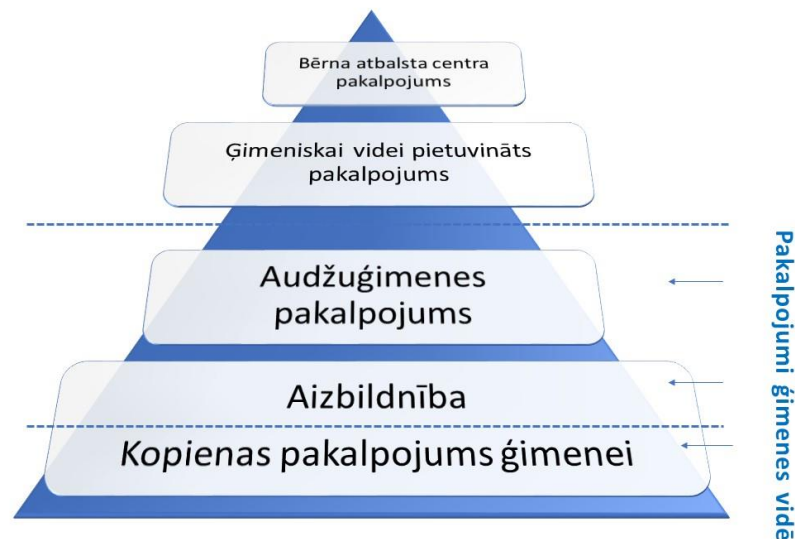 Bērna atbalsta centra
pakalpojums
Ģimeniskai videi pietuvināts
pakalpojums
Audžuģimenes
pakalpojums
Aizbildnība
Kopienas pakalpojums ģimenei
Pakalpojumi ģimenes vidē